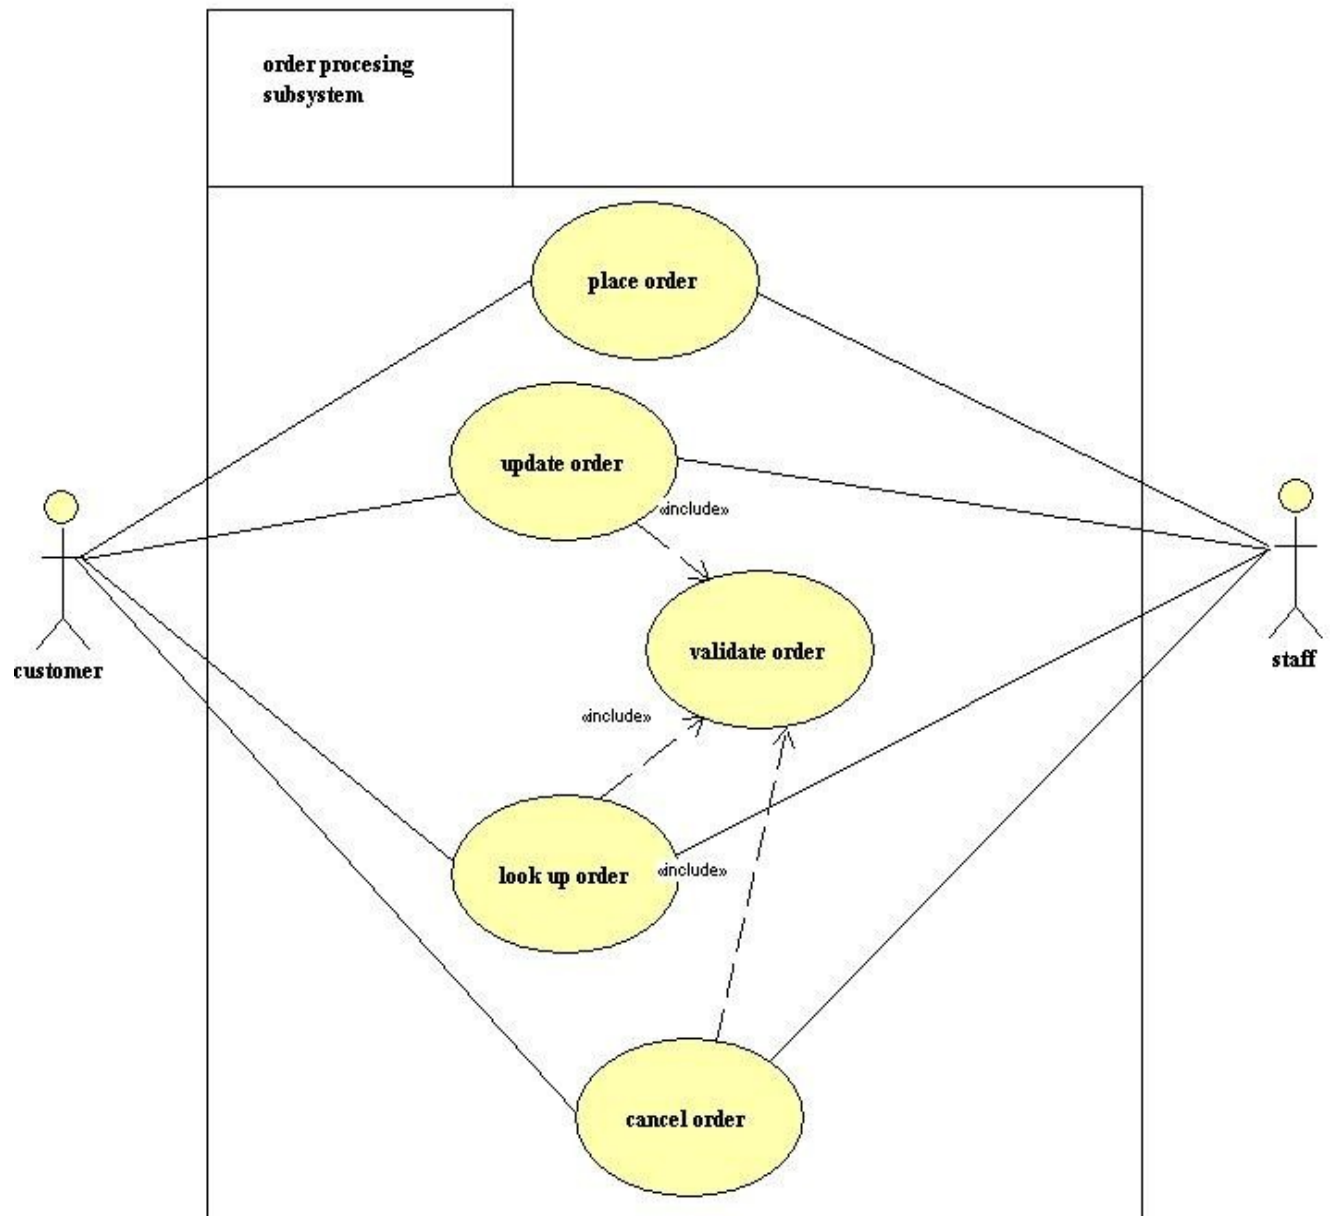 order procesing
subsystem
place order
update order
«include»
validate order
customer
staff
«include»
look up order
«include»
cancel order